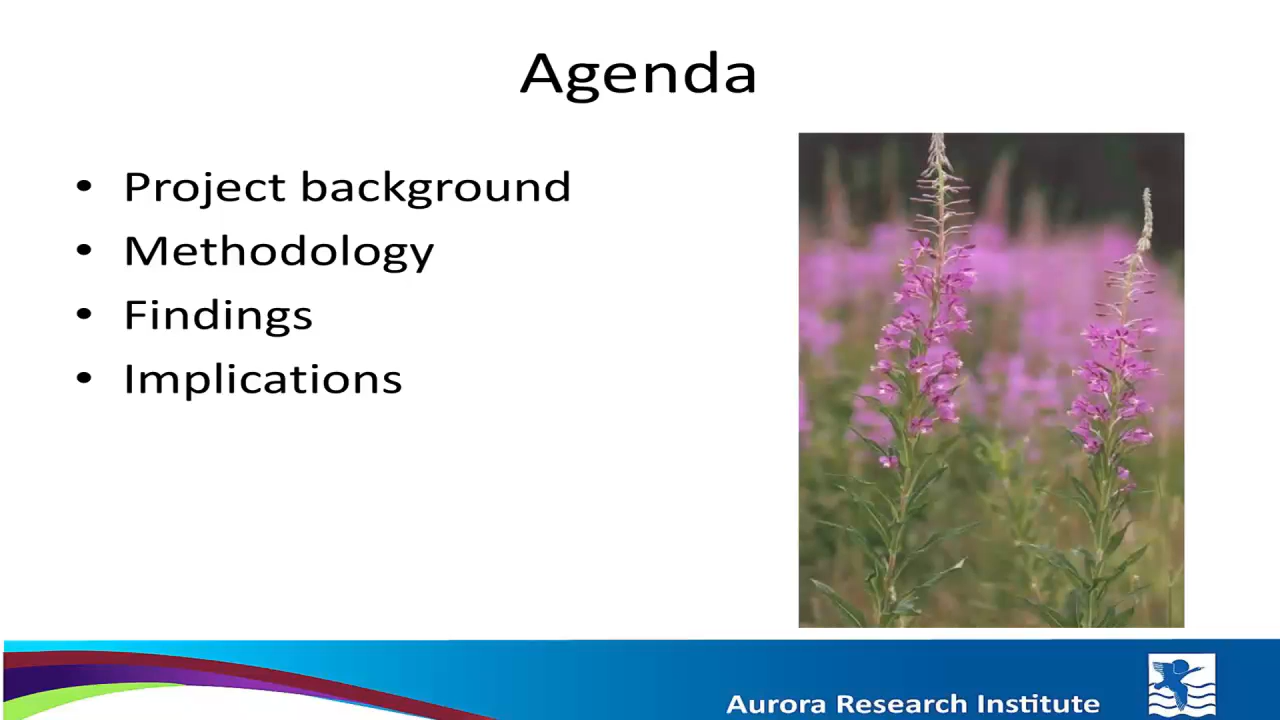 Agenda
• Project background
• Methodology
• Findings
• Implications
Aurora Research Institute